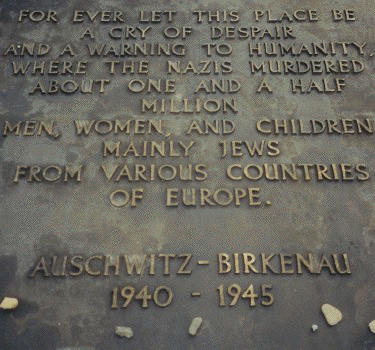 FOR EVER LET THIS PLACE BE
A CRY OF DESPAIR
AND A WARNING TO HUMANITY,
WHERE THE NAZIS MURDERED
ABOUT ONE AND A HALF
MILLION
MEN, WOMEN, AND CHILDREN
MAINLY JEWS
FROM VARIOUS COUNTRIES
OF EUROPE.
AUSCHWITZ - BIRKENAU
1940 - 1945